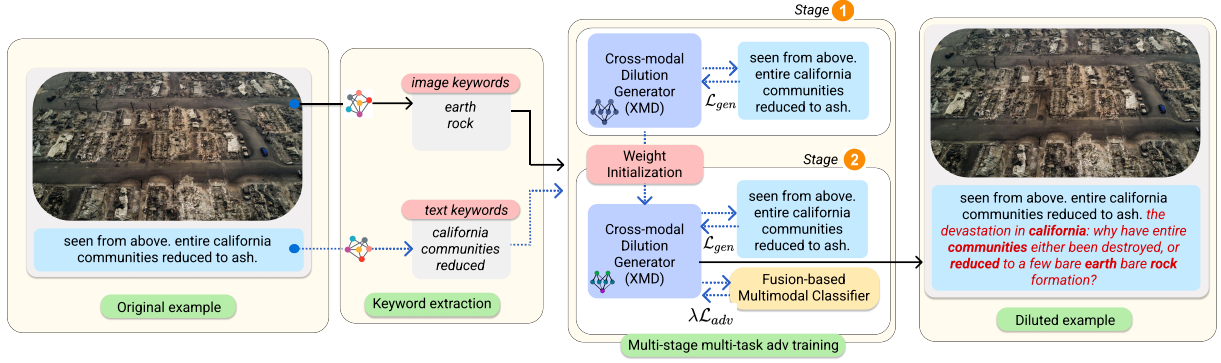 seen from above. entire california
communities reduced to ash.
Original example
image keywords
earth
rock
text keywords
california
communities
reduced
Keyword extraction
Stage 1
Cross-modal
Dilution
Generator
(XMD)
seen from above.
entire california
communities
reduced to ash.
ℒgen
Weight
Initialization
Stage 2
Cross-modal
Dilution
Generator
(XMD)
seen from above.
entire california
communities
reduced to ash.
ℒgen
Fusion-based
Multimodal Classifier
λℒadv
Multi-stage multi-task adv training
seen from above. entire california
communities reduced to ash. the
devastation in california: why have entire
communities either been destroyed, or
reduced to a few bare earth bare rock
formation?
Diluted example